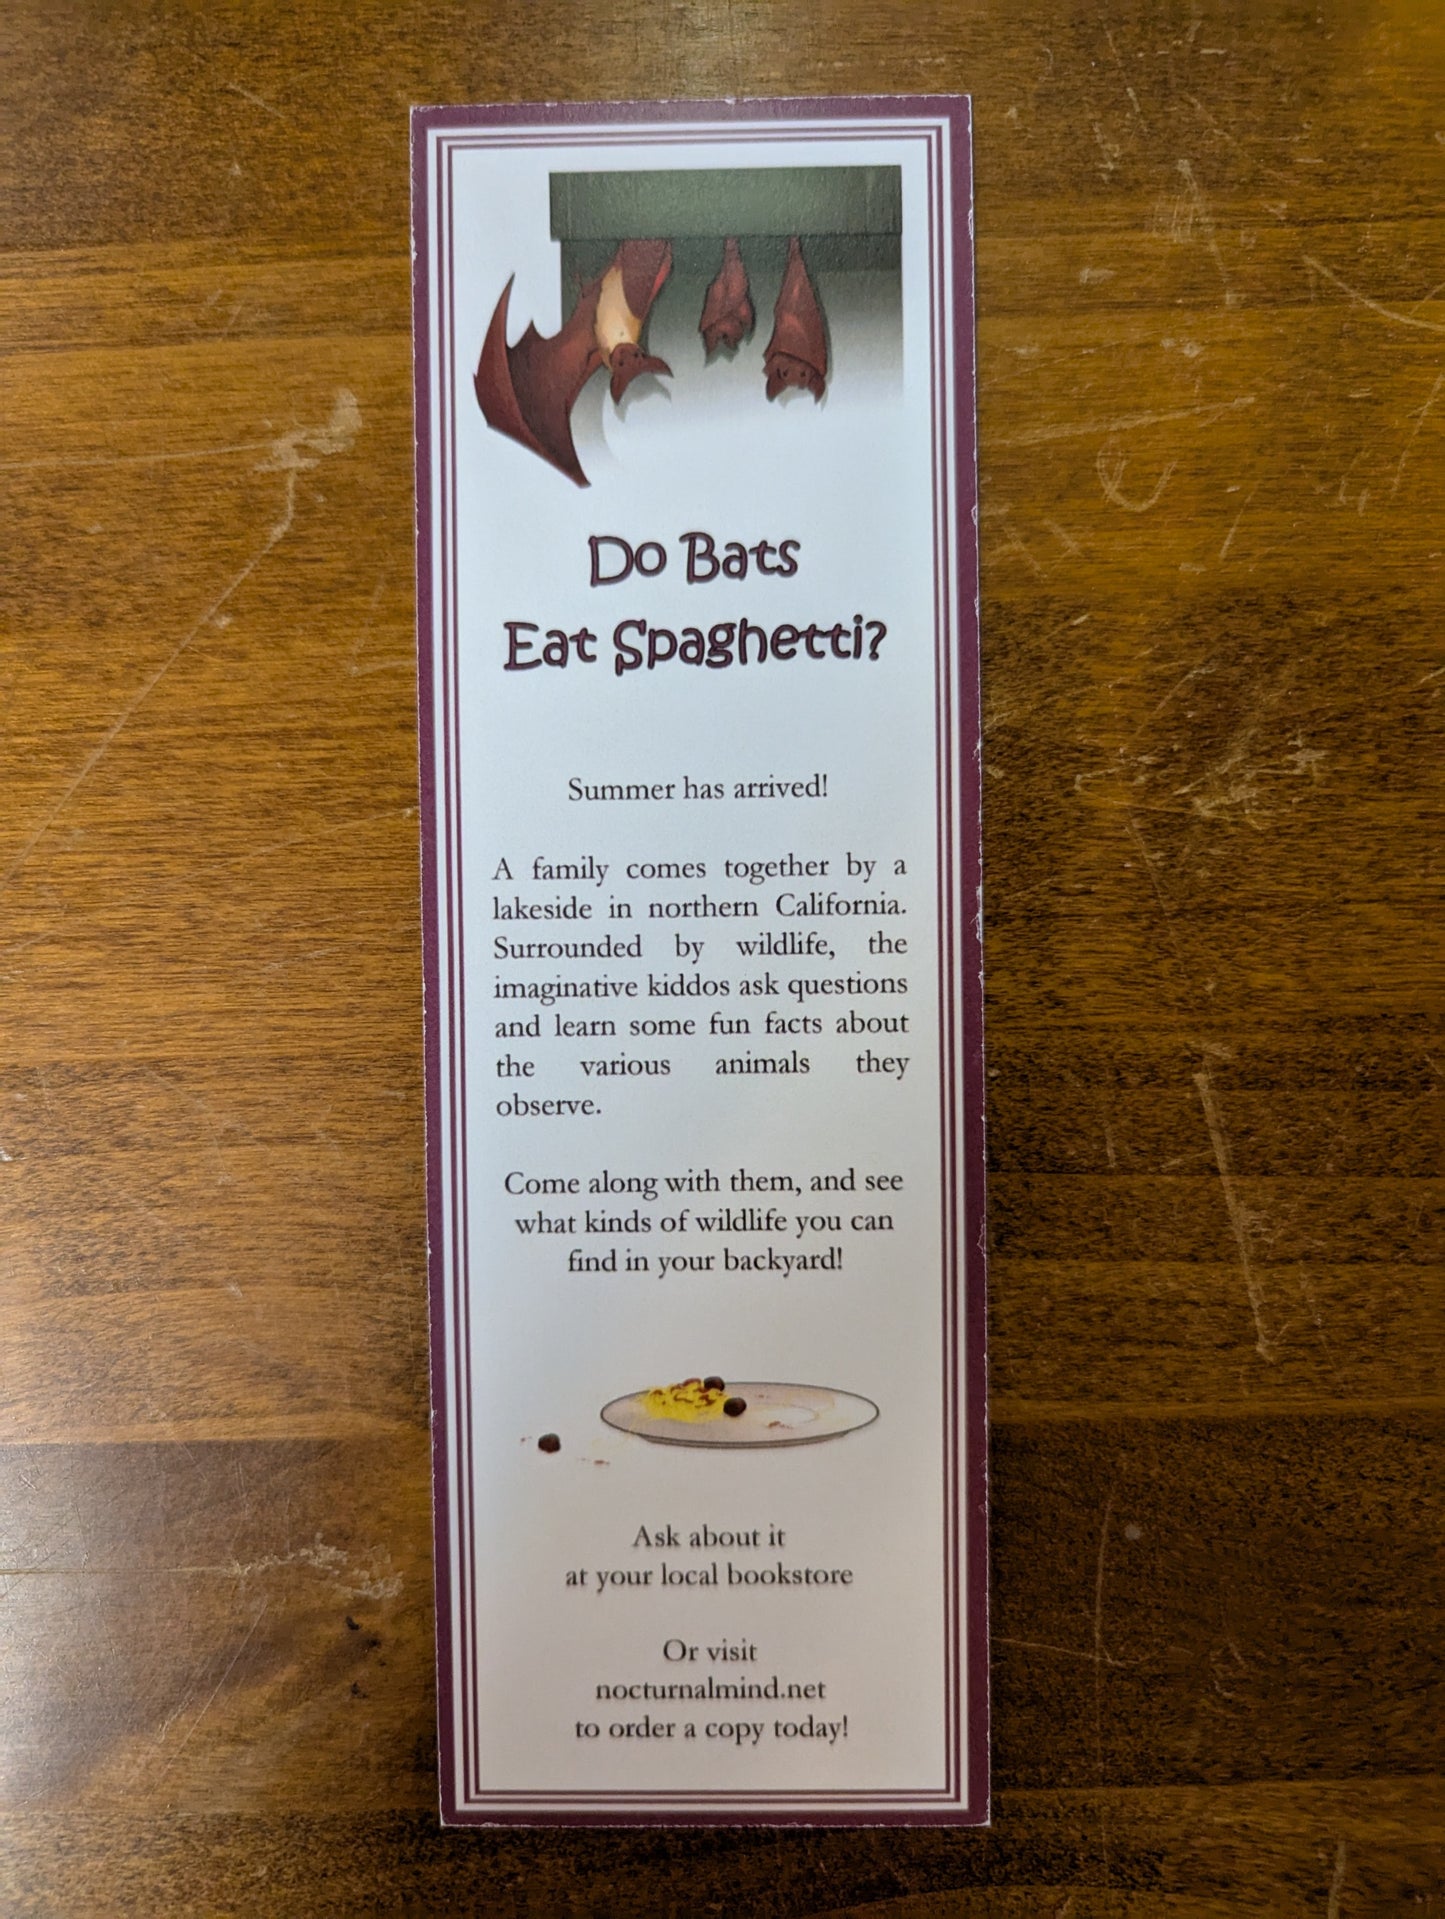 Do Bats
Eat Spaghetti?
Summer has arrived!
A family comes together by a
lakeside in northern California.
Surrounded by wildlife, the
imaginative kiddos ask questions
and learn some fun facts about
the various animals they
observe.
Come along with them, and see
what kinds of wildlife you can
find in your backyard!
Ask about it
at your local bookstore
Or visit
nocturnalmind.net
to order a copy today!